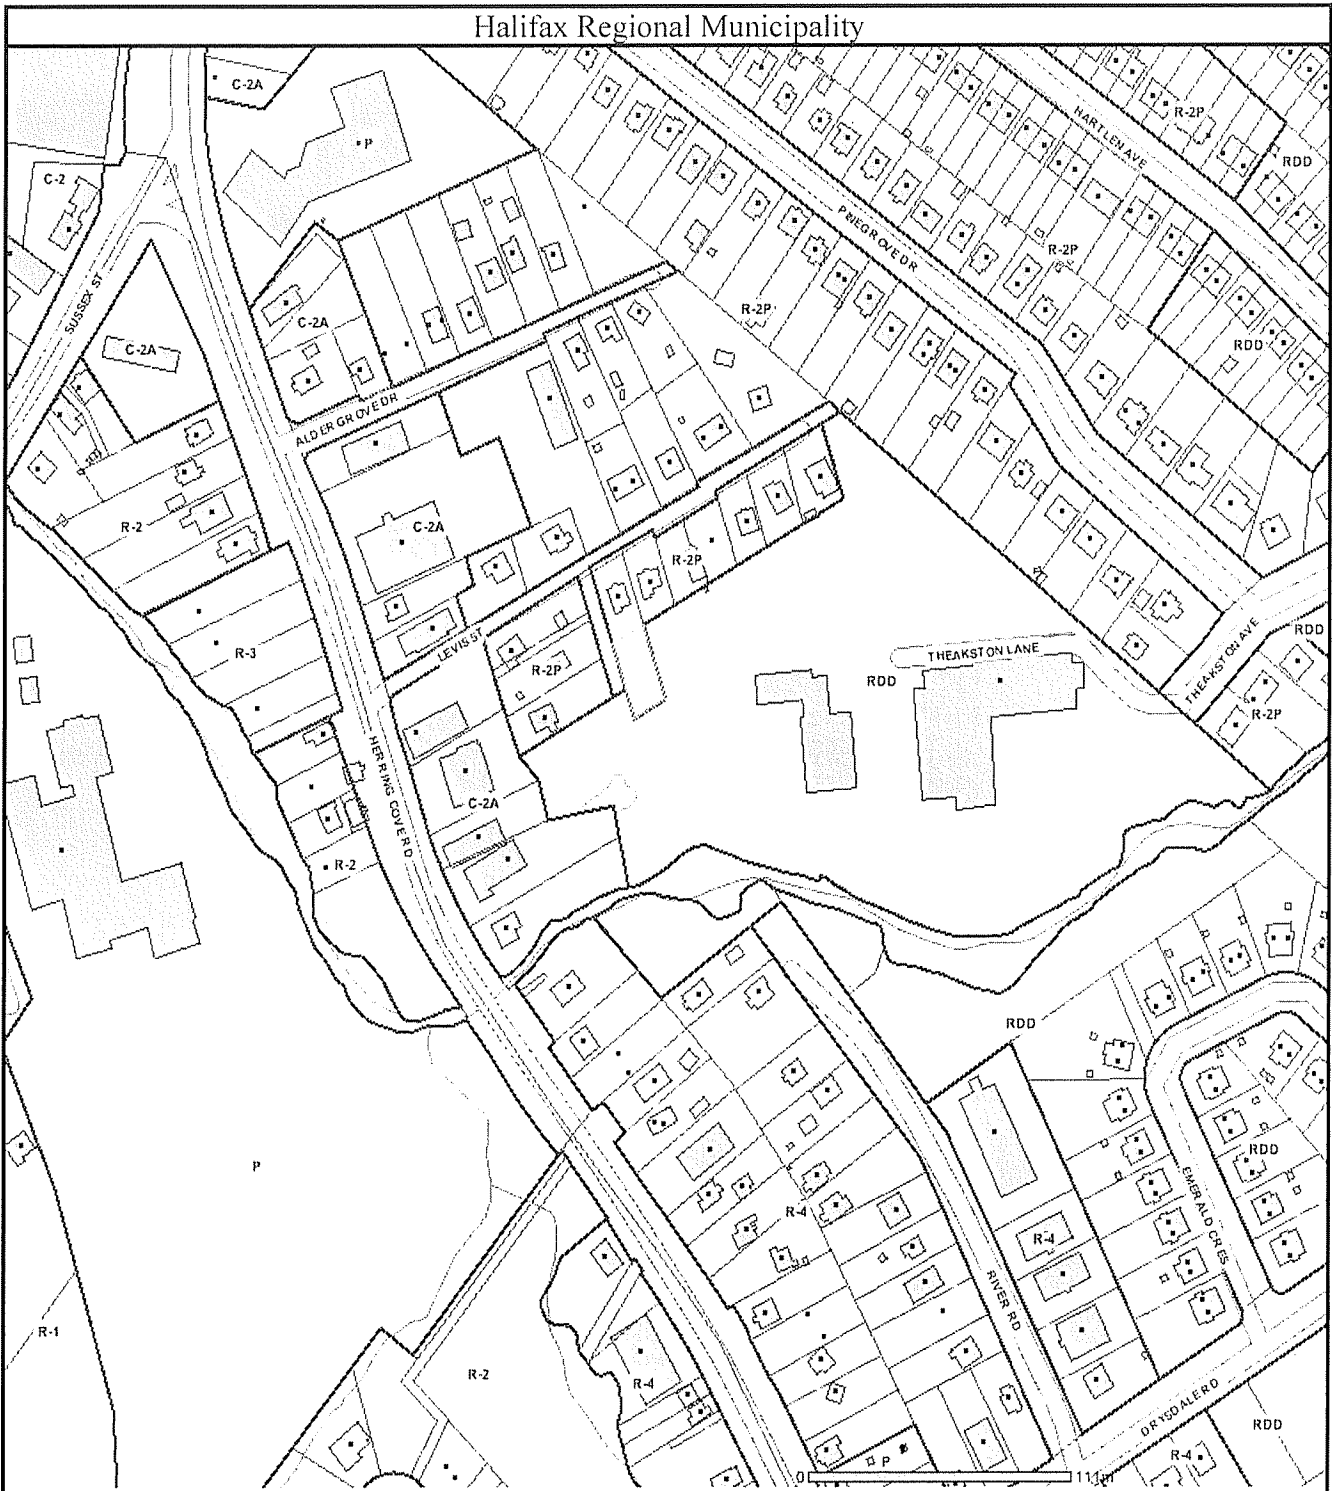 Halifax Regional Municipality
C-2A
P
R-2P
HARTLEN AVE
RDD
C-2
PINEGROVE DR
R-2P
SUSSEX ST
C-2A
R-2P
C-2A
RDD
ALDERGROVE DR
R-2
C-2A
R-2P
R-3
LEVIS ST
R-2P
THEAKSTON LANE
RDD
THEAKSTON AVE
RDD
R-2P
HERRING COVE RD
C-2A
R-2
RDD
P
RDD
EMERALD CRES
R-4
R-4
RIVER RD
R-1
R-2
R-4
DRYSDALE RD
RDD
R-4
P
0